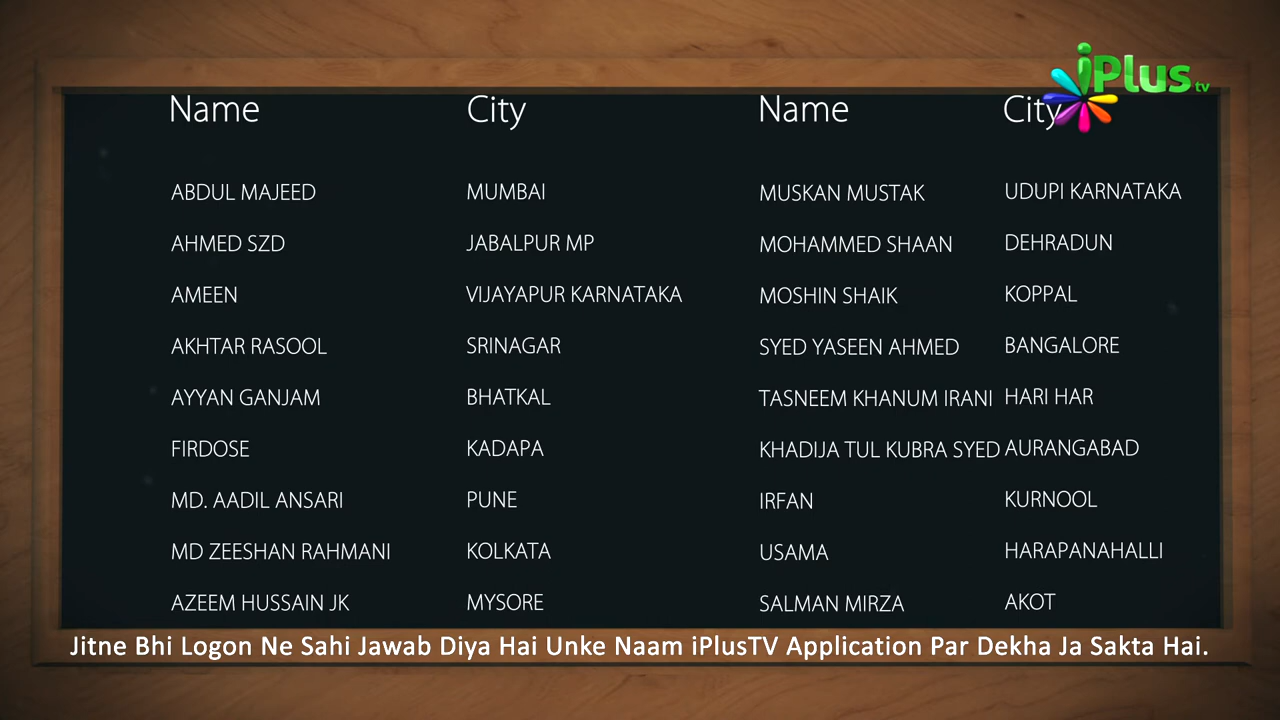 iPlus tv
Name City Name City
ABDUL MAJEED MUMBAI MUSKAN MUSTAK UDUPI KARNATAKA
AHMED SZD JABALPUR MP MOHAMMED SHAAN DEHRADUN
AMEEN VIJAYAPUR KARNATAKA MOSHIN SHAIK KOPPAL
AKHTAR RASOOL SRINAGAR SYED YASEEN AHMED BANGALORE
AYYAN GANJAM BHATKAL TASNEEM KHANUM IRANI HARI HAR
FIRDOSE KADAPA KHADIJA TUL KUBRA SYED AURANGABAD
MD. AADIL ANSARI PUNE IRFAN KURNOOL
MD ZEESHAN RAHMANI KOLKATA USAMA HARAPANAHALLI
AZEEM HUSSAIN JK MYSORE SALMAN MIRZA AKOT
Jitne Bhi Logon Ne Sahi Jawab Diya Hai Unke Naam iPlusTV Application Par Dekha Ja Sakta Hai.